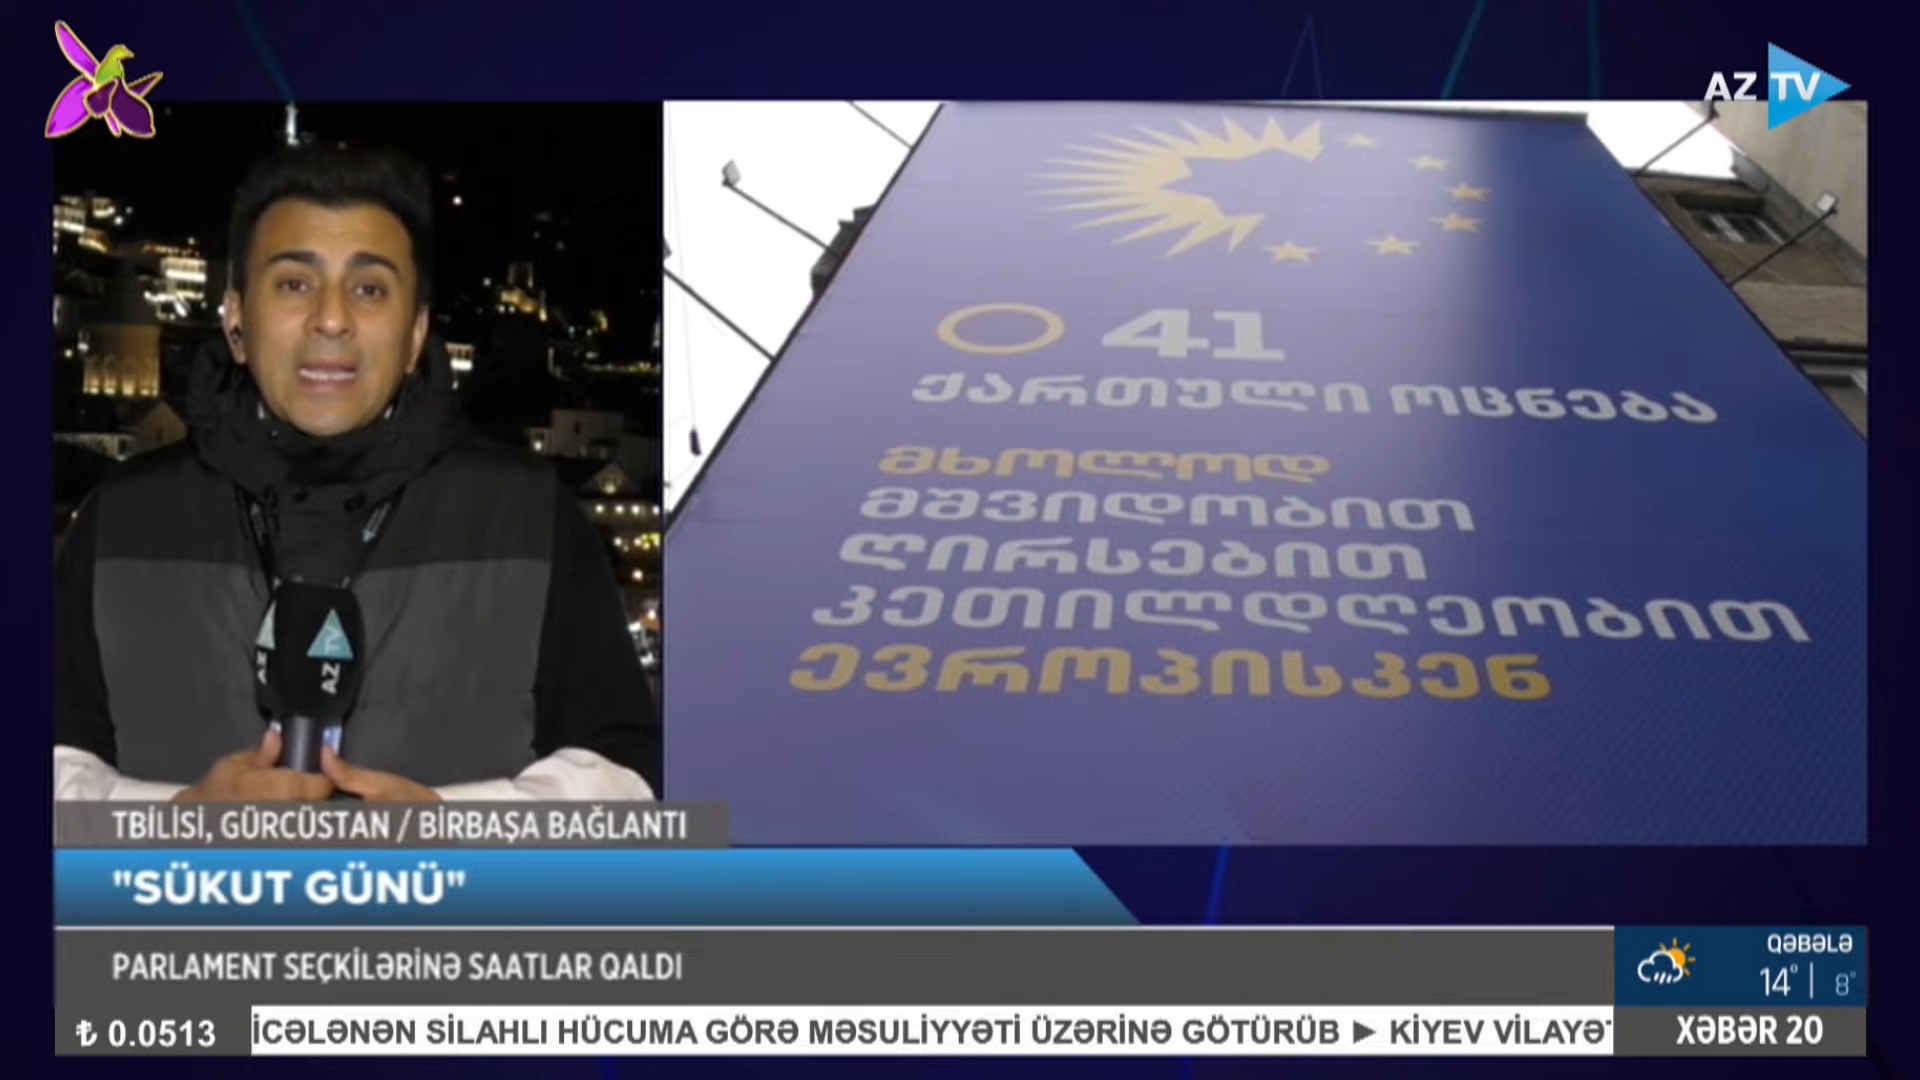 AZ TV
41
ქართული ოცნება
მხოლოდ
მშვიდობით
ღირსებით
კეთილდღეობით
ევროპისკენ
AZ TV
TBİLİSİ, GÜRCÜSTAN / BİRBAŞA BAĞLANTI
"SÜKUT GÜNÜ"
PARLAMENT SEÇKİLƏRİNƏ SAATLAR QALDI
QƏBƏLƏ
14° | 8°
₺ 0.0513
İCƏLƏNƏN SİLAHLI HÜCUMA GÖRƏ MƏSULİYYƏTİ ÜZƏRİNƏ GÖTÜRÜB ► KİYEV VİLAYƏT
XƏBƏR 20